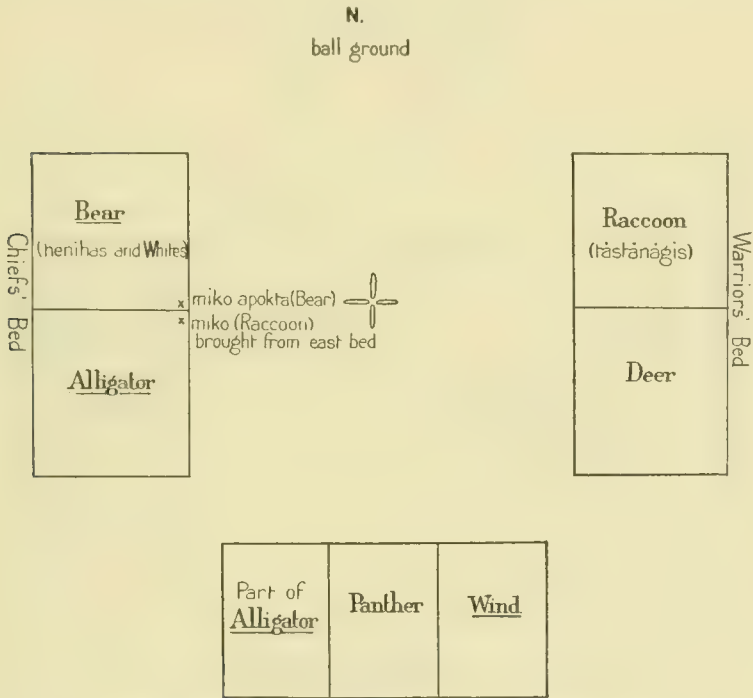 N.
ball ground
Chiefs' Bed
Bear
(henihas and Whites)
Alligator
x miko apokta (Bear)
x miko (Raccoon)
brought from east bed
Raccoon
(tàstànàgis)
Deer
Warriors' Bed
Part of
Alligator
Panther
Wind